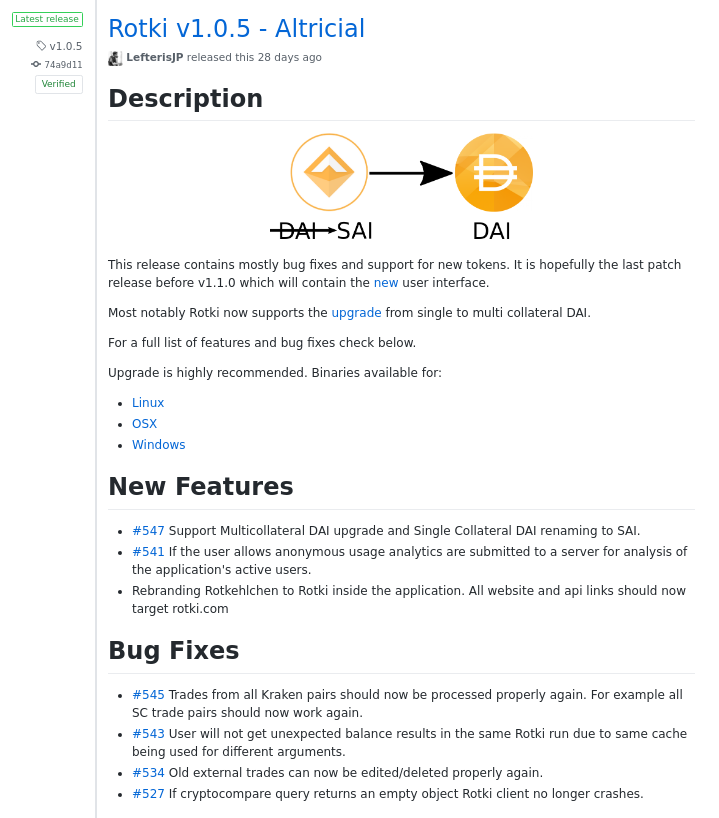 Latest release
v1.0.5
74a9d11
Verified
Rotki v1.0.5 - Altricial
LefterisJP released this 28 days ago
Description
DAI SAI DAI
This release contains mostly bug fixes and support for new tokens. It is hopefully the last patch
release before v1.1.0 which will contain the new user interface.
Most notably Rotki now supports the upgrade from single to multi collateral DAI.
For a full list of features and bug fixes check below.
Upgrade is highly recommended. Binaries available for:
Linux
OSX
Windows
New Features
#547 Support Multicollateral DAI upgrade and Single Collateral DAI renaming to SAI.
#541 If the user allows anonymous usage analytics are submitted to a server for analysis of
the application's active users.
Rebranding Rotkehlchen to Rotki inside the application. All website and api links should now
target rotki.com
Bug Fixes
#545 Trades from all Kraken pairs should now be processed properly again. For example all
SC trade pairs should now work again.
#543 User will not get unexpected balance results in the same Rotki run due to same cache
being used for different arguments.
#534 Old external trades can now be edited/deleted properly again.
#527 If cryptocompare query returns an empty object Rotki client no longer crashes.